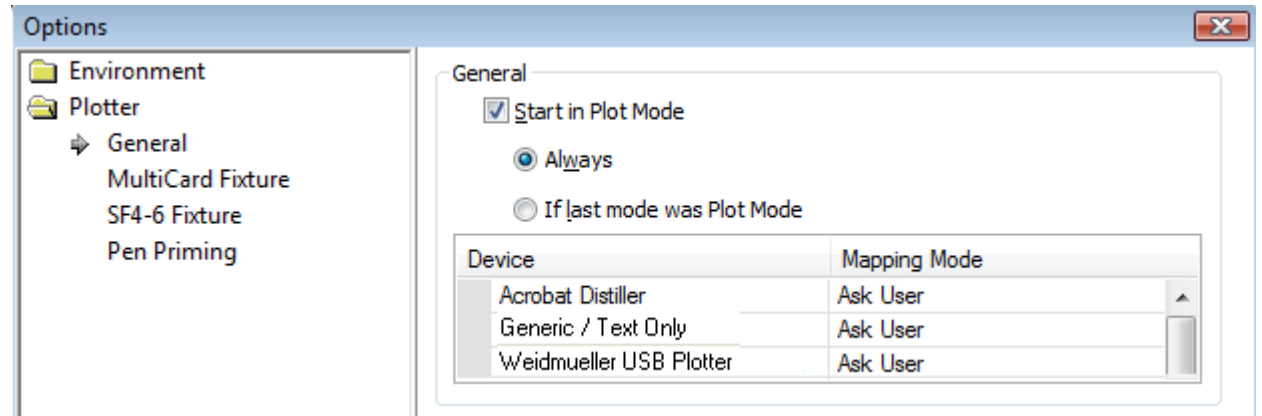 Options
Environment
Plotter
General
MultiCard Fixture
SF4-6 Fixture
Pen Priming
General
Start in Plot Mode
Always
If last mode was Plot Mode
Device Mapping Mode
Acrobat Distiller Ask User
Generic / Text Only Ask User
Weidmueller USB Plotter Ask User